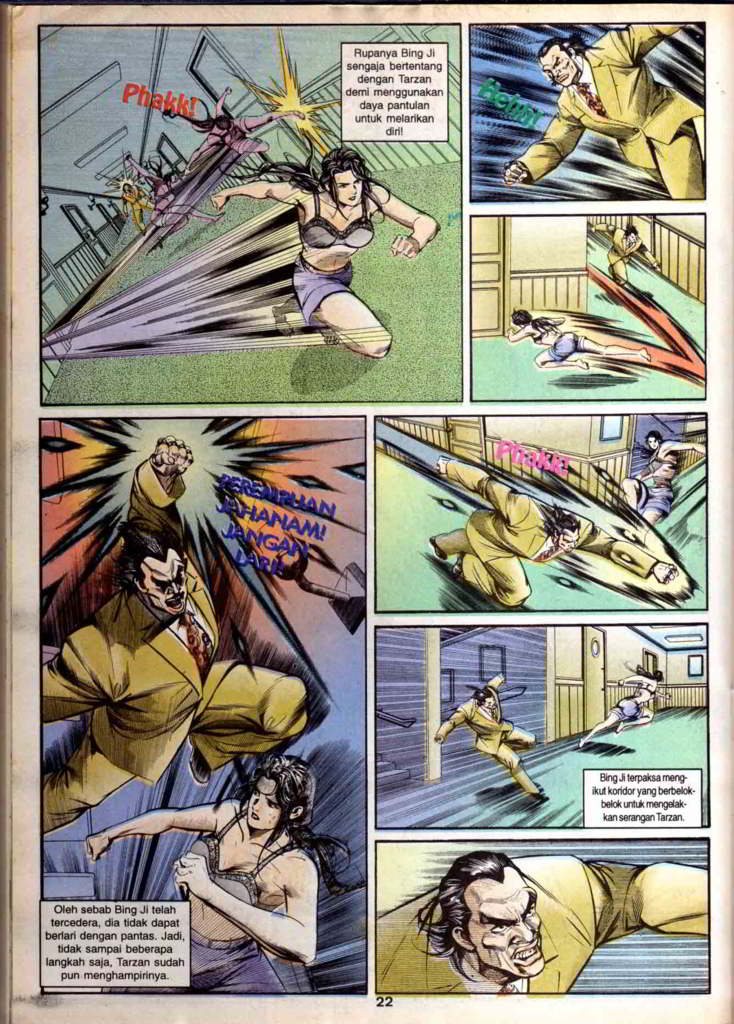 Phakk!
Rupanya Bing Ji
sengaja bertentang
dengan Tarzan
demi menggunakan
daya pantulan
untuk melarikan
diri!
PEREMPUAN
JAHANAM!
JANGAN
LARI!
Oleh sebab Bing Ji telah
tercedera, dia tidak dapat
berlari dengan pantas. Jadi,
tidak sampai beberapa
langkah saja, Tarzan sudah
pun menghampirinya.
Phakk!
Bing Ji terpaksa meng-
ikut koridor yang berbelok-
belok untuk mengelak-
kan serangan Tarzan.
22